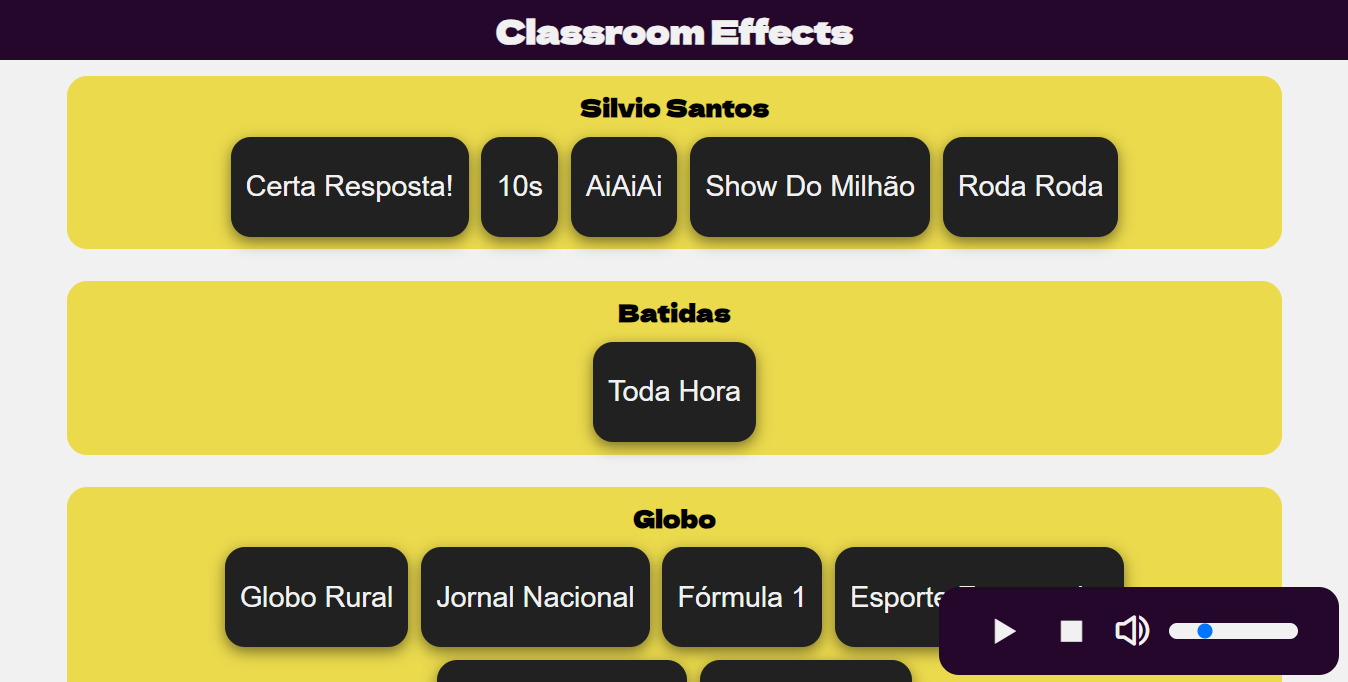 Classroom Effects
Silvio Santos
Certa Resposta! 10s AiAiAi Show Do Milhão Roda Roda
Batidas
Toda Hora
Globo
Globo Rural Jornal Nacional Fórmula 1 Esporte